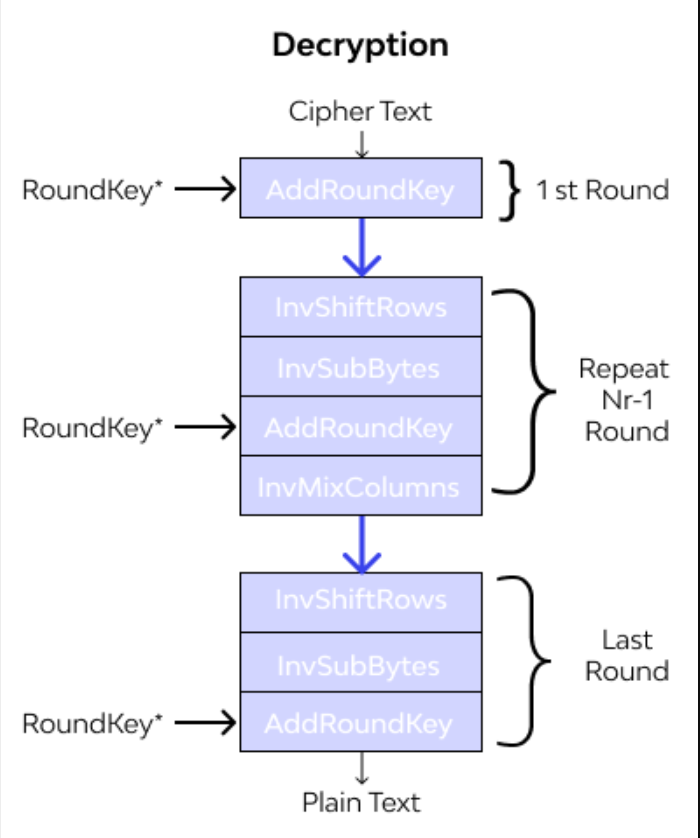 Decryption
Cipher Text
RoundKey*
AddRoundKey
1 st Round
InvShiftRows
InvSubBytes
RoundKey*
AddRoundKey
InvMixColumns
Repeat
Nr-1
Round
InvShiftRows
InvSubBytes
RoundKey*
AddRoundKey
Last
Round
Plain Text